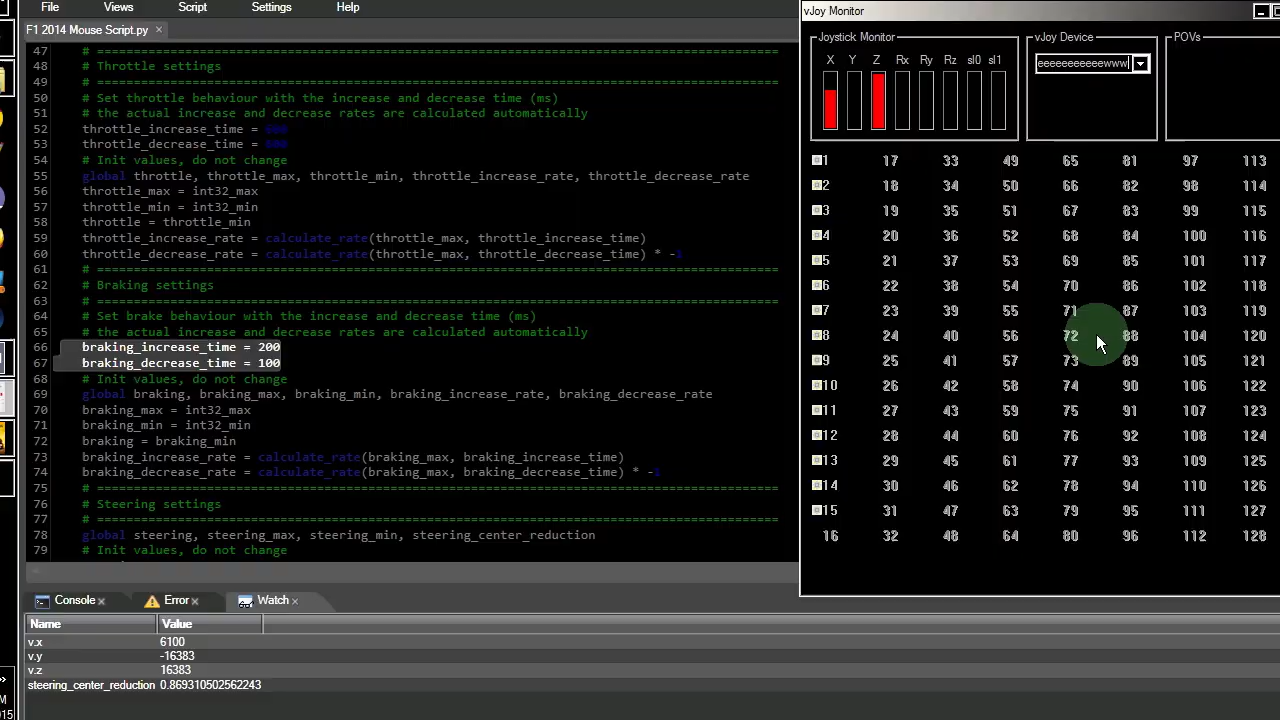 File Views Script Settings Help
F1 2014 Mouse Script.py ×
47 # ============================================================================================
48 # Throttle settings
49 # ============================================================================================
50 # Set throttle behaviour with the increase and decrease time (ms)
51 # the actual increase and decrease rates are calculated automatically
52 throttle_increase_time =
53 throttle_decrease_time =
54 # Init values, do not change
55 global throttle, throttle_max, throttle_min, throttle_increase_rate, throttle_decrease_rate
56 throttle_max = int32_max
57 throttle_min = int32_min
58 throttle = throttle_min
59 throttle_increase_rate = calculate_rate(throttle_max, throttle_increase_time)
60 throttle_decrease_rate = calculate_rate(throttle_max, throttle_decrease_time) * -1
61 # ============================================================================================
62 # Braking settings
63 # ============================================================================================
64 # Set brake behaviour with the increase and decrease time (ms)
65 # the actual increase and decrease rates are calculated automatically
66 braking_increase_time = 200
67 braking_decrease_time = 100
68 # Init values, do not change
69 global braking, braking_max, braking_min, braking_increase_rate, braking_decrease_rate
70 braking_max = int32_max
71 braking_min = int32_min
72 braking = braking_min
73 braking_increase_rate = calculate_rate(braking_max, braking_increase_time)
74 braking_decrease_rate = calculate_rate(braking_max, braking_decrease_time) * -1
75 # ============================================================================================
76 # Steering settings
77 # ============================================================================================
78 global steering, steering_max, steering_min, steering_center_reduction
79 # Init values, do not change
vJoy Monitor
Joystick Monitor vJoy Device POVs
X Y Z Rx Ry Rz sl0 sl1
eeeeeeeeeeewww
1 17 33 49 65 81 97 113
2 18 34 50 66 82 98 114
3 19 35 51 67 83 99 115
4 20 36 52 68 84 100 116
5 21 37 53 69 85 101 117
6 22 38 54 70 86 102 118
7 23 39 55 71 87 103 119
8 24 40 56 72 88 104 120
9 25 41 57 73 89 105 121
10 26 42 58 74 90 106 122
11 27 43 59 75 91 107 123
12 28 44 60 76 92 108 124
13 29 45 61 77 93 109 125
14 30 46 62 78 94 110 126
15 31 47 63 79 95 111 127
16 32 48 64 80 96 112 128
Console × Error × Watch ×
Name Value
v.x 6100
v.y -16383
v.z 16383
steering_center_reduction 0.869310502562243
M
015